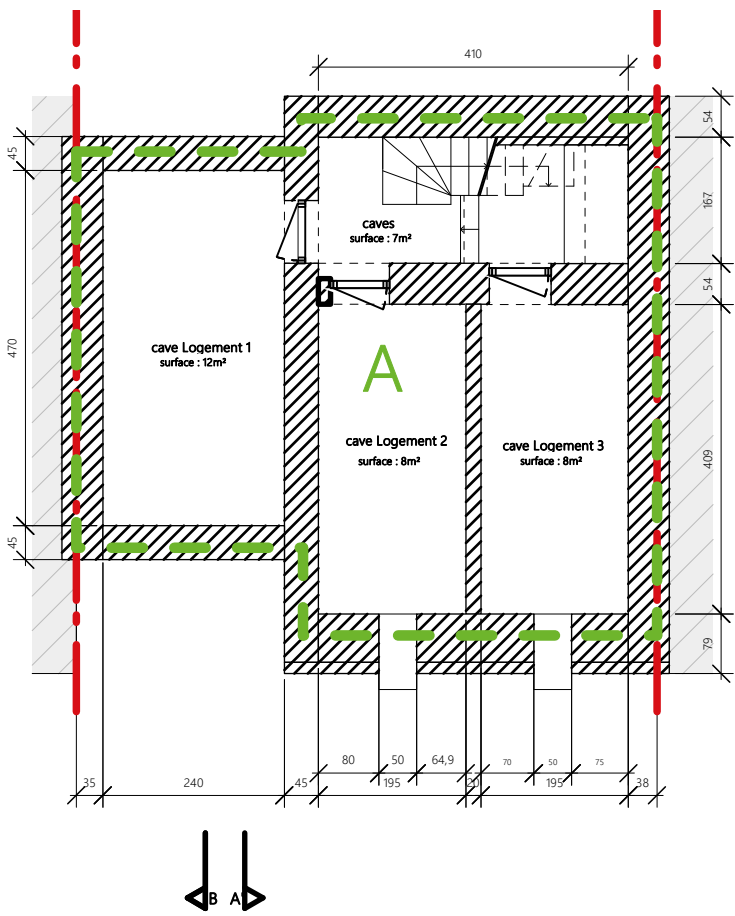 410
54
45
167
caves
surface : 7m²
54
470
cave Logement 1
surface : 12m²
A
cave Logement 2
surface : 8m²
cave Logement 3
surface : 8m²
409
45
79
80
50
64,9
70
50
75
35
240
45
195
20
195
38
B
A